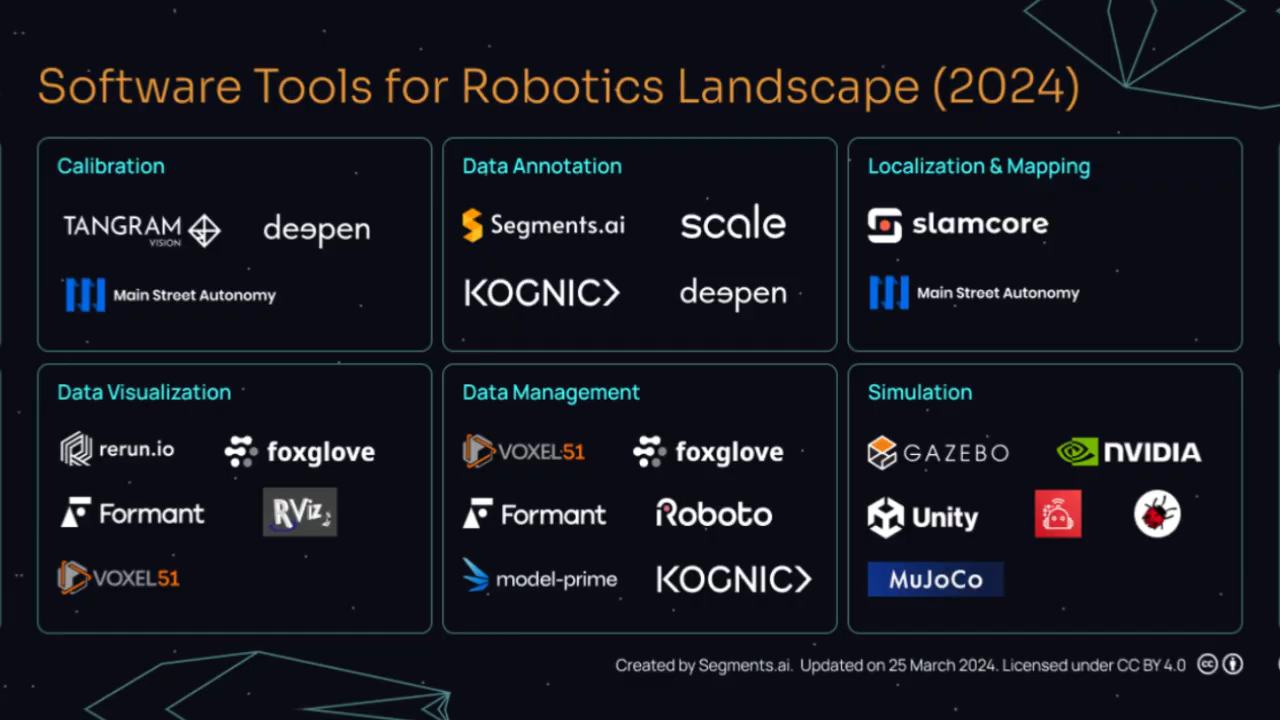 Software Tools for Robotics Landscape (2024)
Calibration
TANGRAM
VISION
deepen
Main Street Autonomy
Data Annotation
Segments.ai
scale
KOGNIC
deepen
Localization & Mapping
slamcore
Main Street Autonomy
Data Visualization
rerun.io
foxglove
Formant
RViz
VOXEL51
Data Management
VOXEL51
foxglove
Formant
Roboto
model-prime
KOGNIC
Simulation
GAZEBO
NVIDIA
Unity
MuJoCo
Created by Segments.ai. Updated on 25 March 2024. Licensed under CC BY 4.0
cc